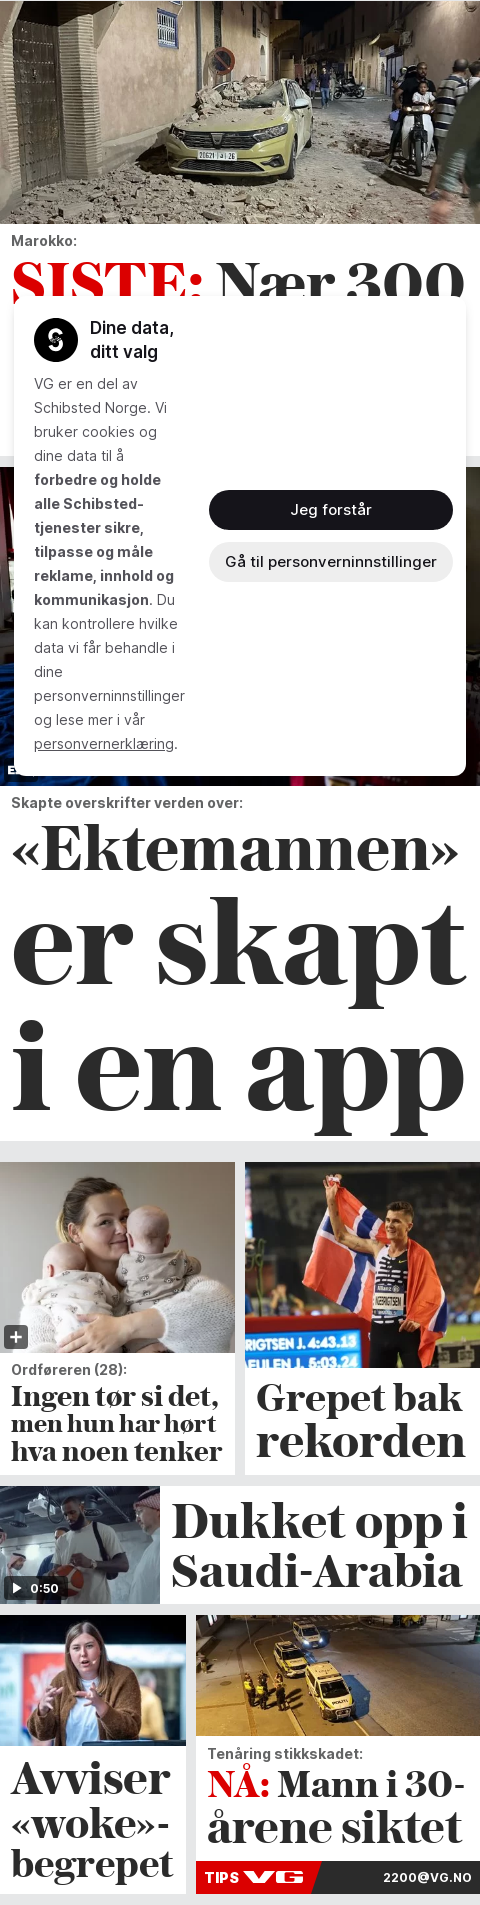 Marokko:
SISTE: Nær 300
Dine data,
ditt valg
VG er en del av
Schibsted Norge. Vi
bruker cookies og
dine data til å
forbedre og holde
alle Schibsted-
tjenester sikre,
tilpasse og måle
reklame, innhold og
kommunikasjon. Du
kan kontrollere hvilke
data vi får behandle i
dine
personverninnstillinger
og lese mer i vår
personvernerklæring.
Jeg forstår
Gå til personverninnstillinger
Skapte overskrifter verden over:
«Ektemannen»
er skapt
i en app
Ordføreren (28):
Ingen tør si det,
men hun har hørt
hva noen tenker
RIGTSEN J. 4:43.13
EULEN J. 5:03.24
Grepet bak
rekorden
0:50
Dukket opp i
Saudi-Arabia
Avviser
«woke»-
begrepet
Tenåring stikkskadet:
NÅ: Mann i 30-
årene siktet
TIPS VG 2200@VG.NO